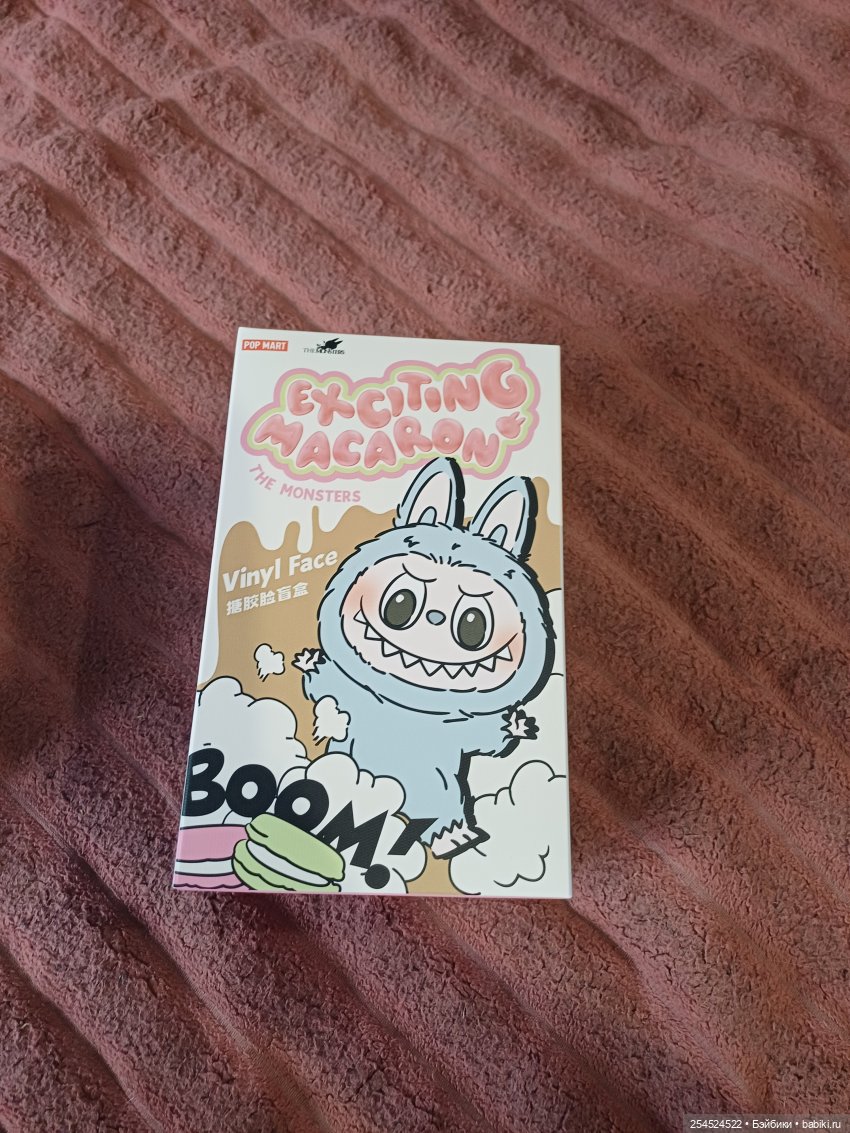 POP MART
THE MONSTERS
EXCITING
MACARON
THE MONSTERS
Vinyl Face
搪胶脸盲盒
BOOM!
254524522 • Бэйбики • babiki.ru